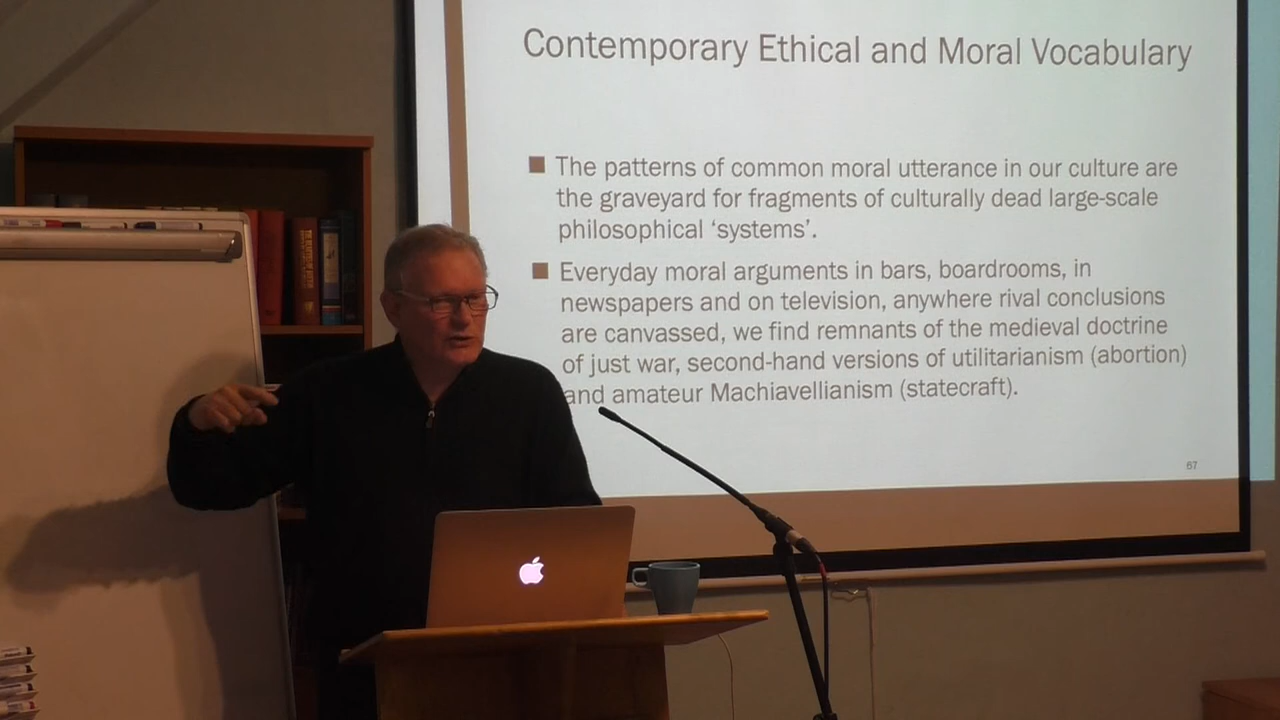 Contemporary Ethical and Moral Vocabulary
The patterns of common moral utterance in our culture are
the graveyard for fragments of culturally dead large-scale
philosophical ‘systems’.
Everyday moral arguments in bars, boardrooms, in
newspapers and on television, anywhere rival conclusions
are canvassed, we find remnants of the medieval doctrine
of just war, second-hand versions of utilitarianism (abortion)
and amateur Machiavellianism (statecraft).
67